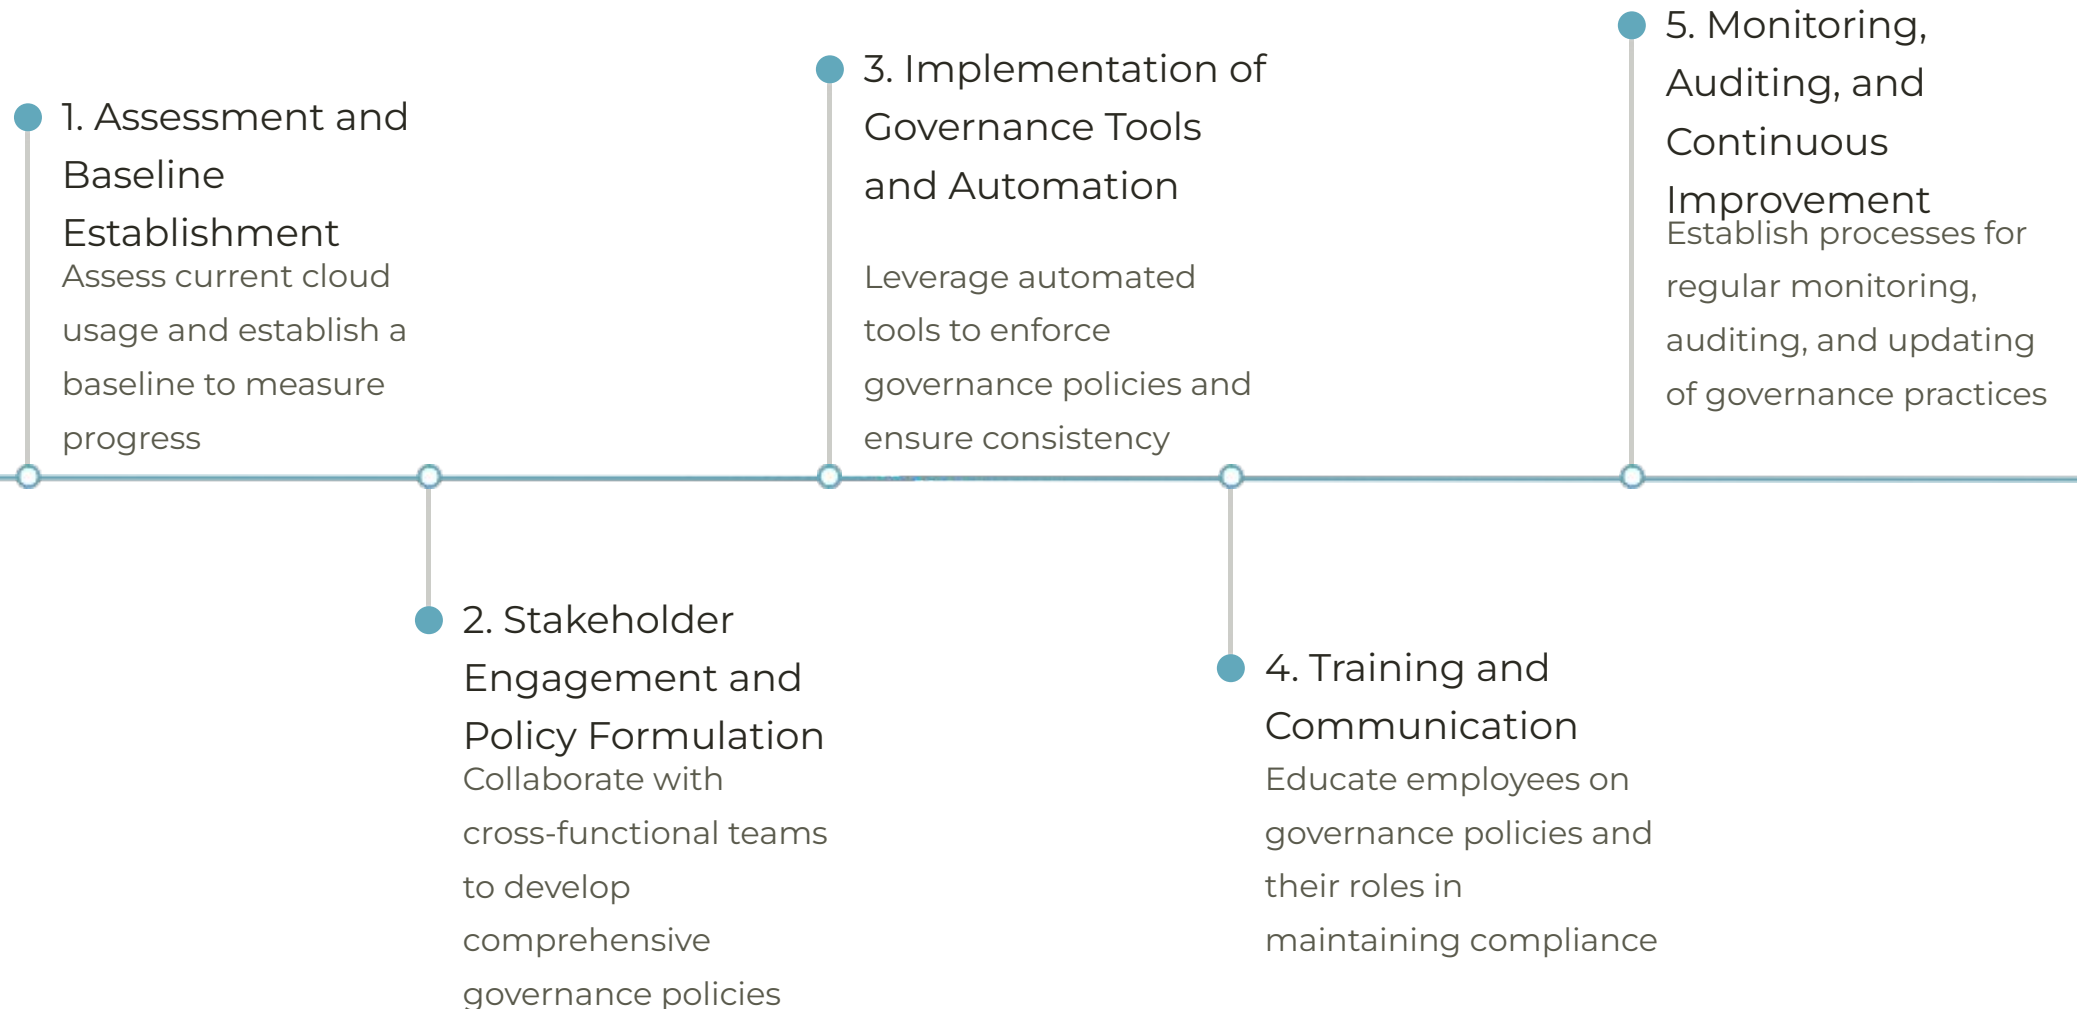 1. Assessment and
Baseline
Establishment
Assess current cloud
usage and establish a
baseline to measure
progress
2. Stakeholder
Engagement and
Policy Formulation
Collaborate with
cross-functional teams
to develop
comprehensive
governance policies
3. Implementation of
Governance Tools
and Automation
Leverage automated
tools to enforce
governance policies and
ensure consistency
4. Training and
Communication
Educate employees on
governance policies and
their roles in
maintaining compliance
5. Monitoring,
Auditing, and
Continuous
Improvement
Establish processes for
regular monitoring,
auditing, and updating
of governance practices